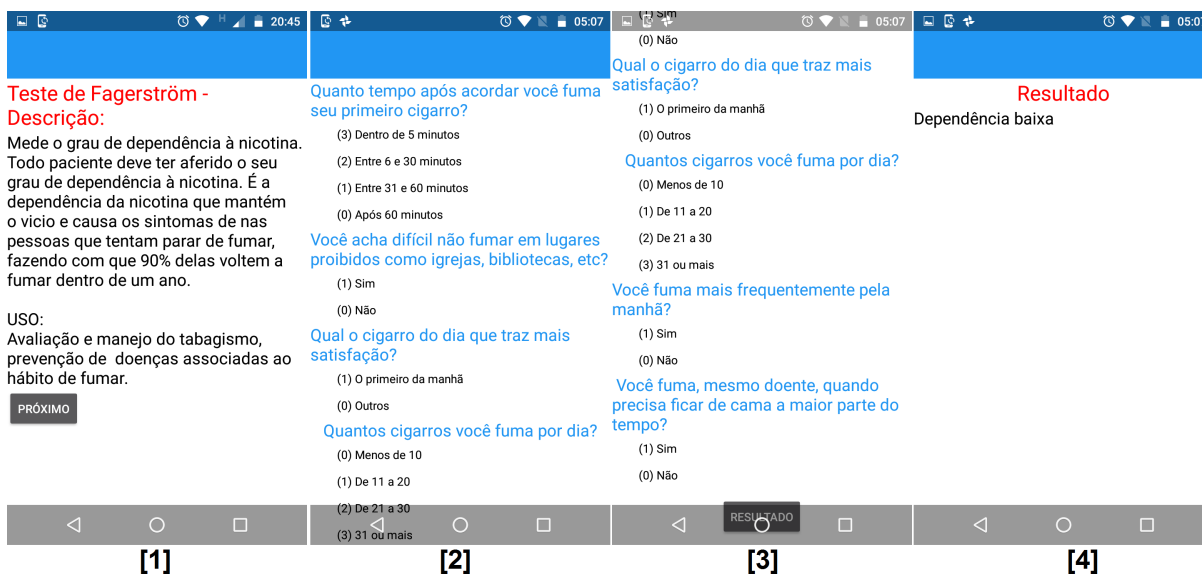 H
20:45
Teste de Fagerström -
Descrição:
Mede o grau de dependência à nicotina.
Todo paciente deve ter aferido o seu
grau de dependência à nicotina. É a
dependência da nicotina que mantém
o vicio e causa os sintomas de nas
pessoas que tentam parar de fumar,
fazendo com que 90% delas voltem a
fumar dentro de um ano.
USO:
Avaliação e manejo do tabagismo,
prevenção de  doenças associadas ao
hábito de fumar.
PRÓXIMO
[1]
05:07
Quanto tempo após acordar você fuma
seu primeiro cigarro?
(3) Dentro de 5 minutos
(2) Entre 6 e 30 minutos
(1) Entre 31 e 60 minutos
(0) Após 60 minutos
Você acha difícil não fumar em lugares
proibidos como igrejas, bibliotecas, etc?
(1) Sim
(0) Não
Qual o cigarro do dia que traz mais
satisfação?
(1) O primeiro da manhã
(0) Outros
Quantos cigarros você fuma por dia?
(0) Menos de 10
(1) De 11 a 20
(2) De 21 a 30
(3) 31 ou mais
[2]
05:07
(1) Sim
(0) Não
Qual o cigarro do dia que traz mais
satisfação?
(1) O primeiro da manhã
(0) Outros
Quantos cigarros você fuma por dia?
(0) Menos de 10
(1) De 11 a 20
(2) De 21 a 30
(3) 31 ou mais
Você fuma mais frequentemente pela
manhã?
(1) Sim
(0) Não
Você fuma, mesmo doente, quando
precisa ficar de cama a maior parte do
tempo?
(1) Sim
(0) Não
RESULTADO
[3]
05:07
Resultado
Dependência baixa
[4]